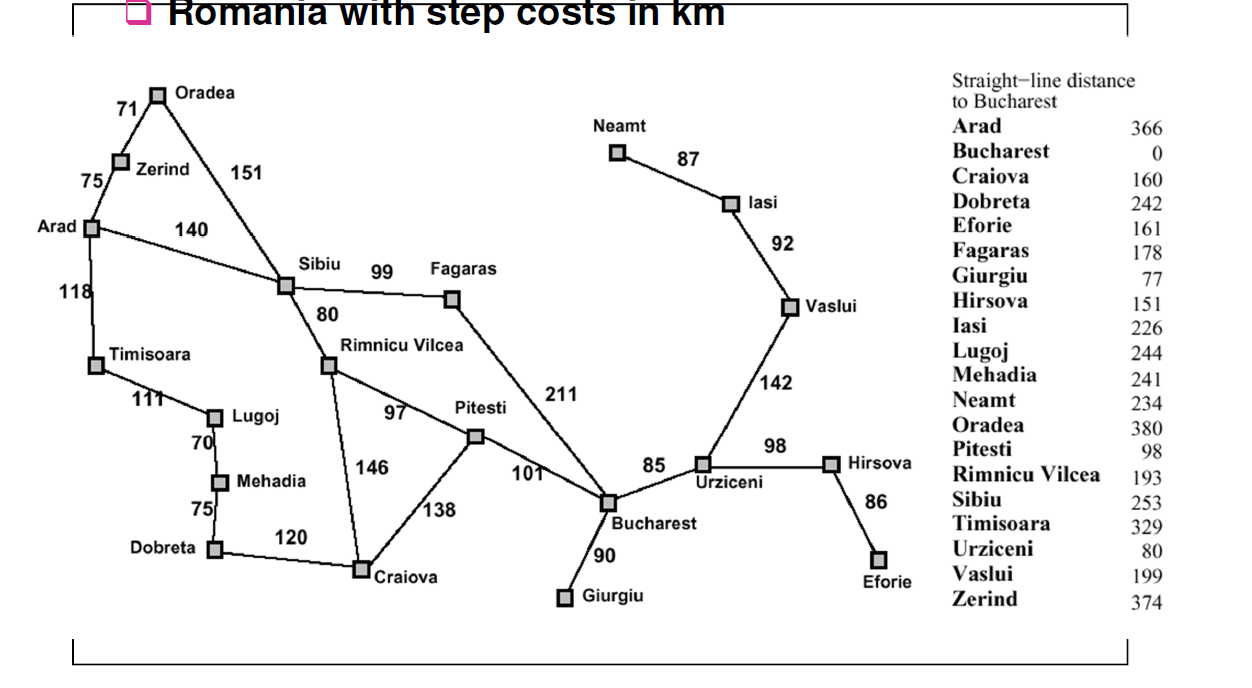 Romania with step costs in km
Oradea
71
Neamt
87
Zerind
151
75
Iasi
Arad
140
92
Sibiu
99
Fagaras
118
80
Vaslui
Rimnicu Vilcea
Timisoara
142
111
211
97
Pitesti
Lugoj
70
98
85
Hirsova
146
101
Urziceni
Mehadia
86
75
138
Bucharest
120
Dobreta
90
Craiova
Eforie
Giurgiu
Straight-line distance
to Bucharest
Arad 366
Bucharest 0
Craiova 160
Dobreta 242
Eforie 161
Fagaras 178
Giurgiu 77
Hirsova 151
Iasi 226
Lugoj 244
Mehadia 241
Neamt 234
Oradea 380
Pitesti 98
Rimnicu Vilcea 193
Sibiu 253
Timisoara 329
Urziceni 80
Vaslui 199
Zerind 374